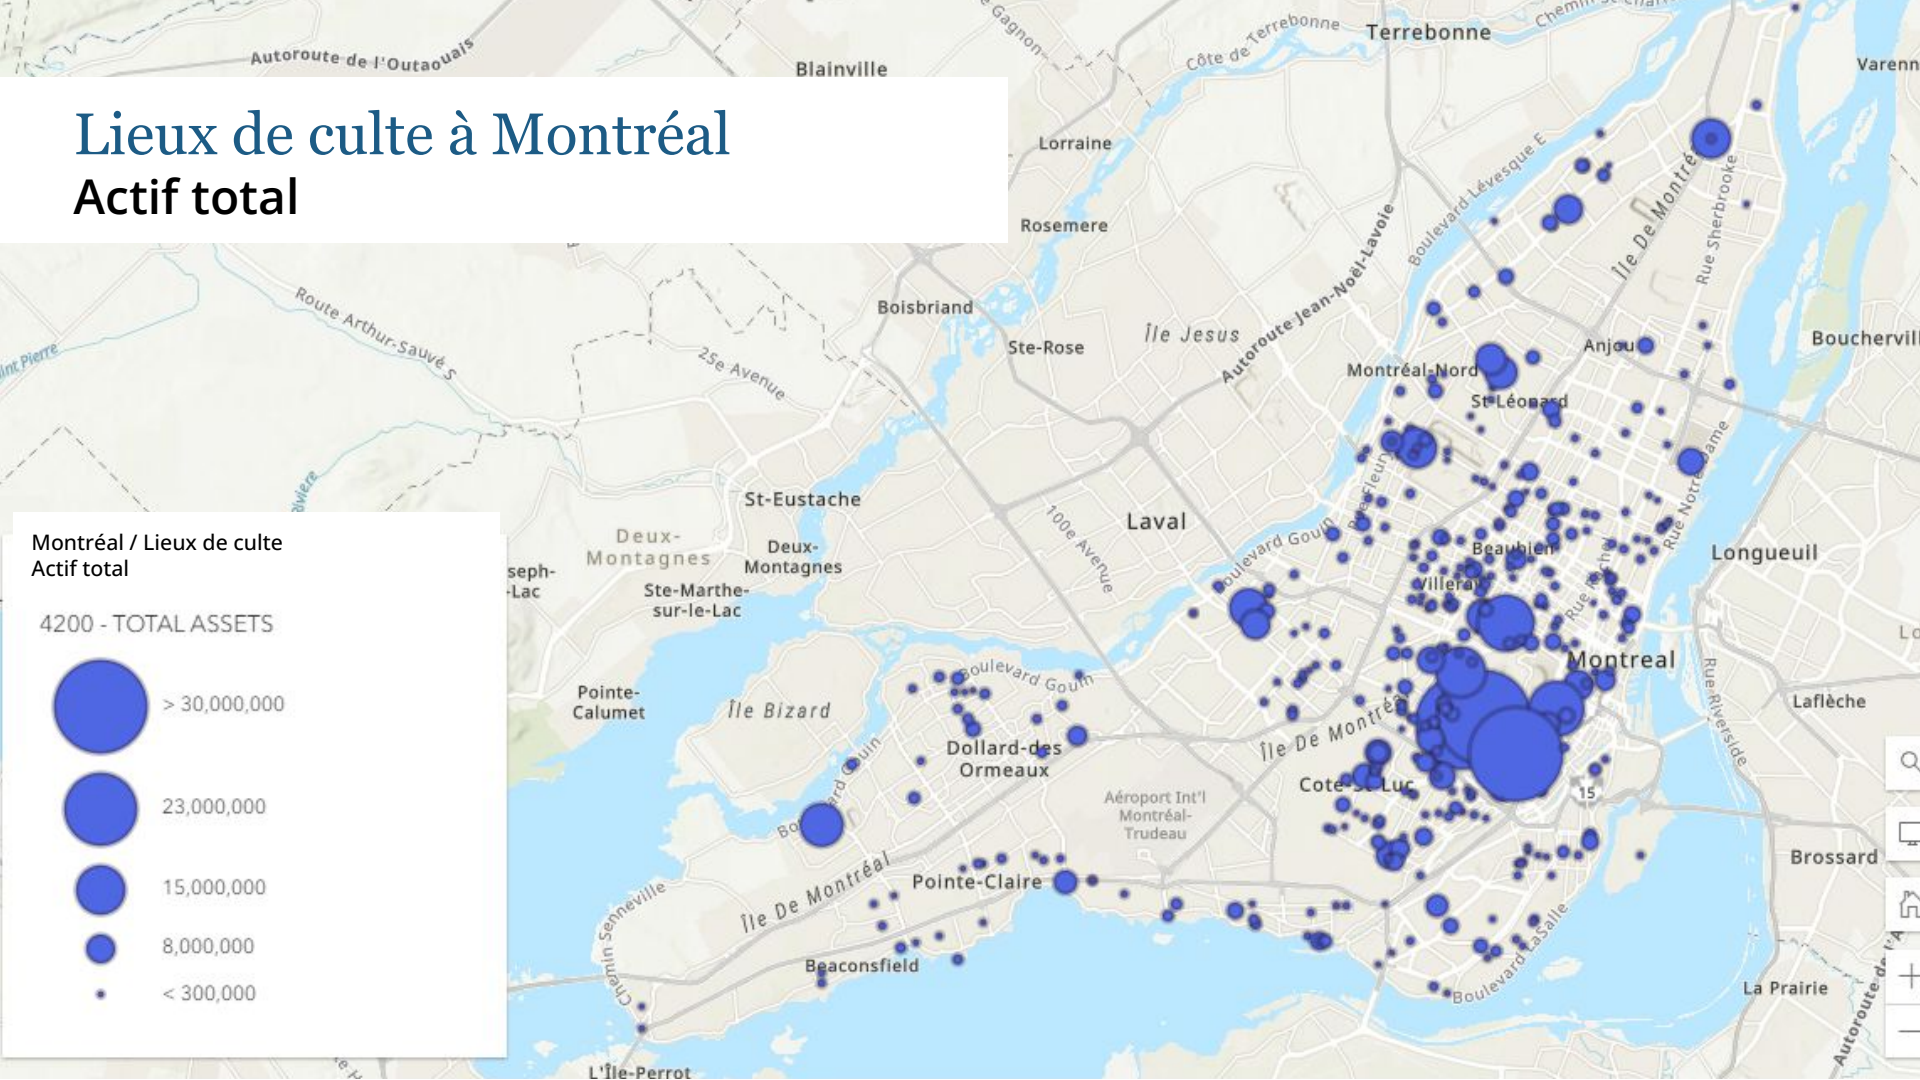 Lieux de culte à Montréal
Actif total
Montréal / Lieux de culte
Actif total
4200 - TOTAL ASSETS
> 30,000,000
23,000,000
15,000,000
8,000,000
< 300,000
Autoroute de l'Outaouais
Blainville
Côte de Terrebonne
Terrebonne
Lorraine
Rosemere
Boisbriand
Ste-Rose
Île Jesus
Autoroute Jean-Noël-Lavoie
Boulevard Lévesque E
Île De Montré
Rue Sherbrooke
Route Arthur-Sauvé S
25e Avenue
Montréal-Nord
St-Léonard
Anjou
St-Eustache
Deux-
Montagnes
Deux-
Montagnes
Ste-Marthe-
sur-le-Lac
seph-
-Lac
100e Avenue
Laval
Boulevard Gouin
Beaubien
Villeray
Rue Rachel
Longueuil
Montreal
Pointe-
Calumet
Île Bizard
Boulevard Gouin
Dollard-des
Ormeaux
Île De Montréal
Cote-St-Luc
Aéroport Int'l
Montréal-
Trudeau
15
Rue Riverside
Laflèche
Brossard
Île De Montréal
Pointe-Claire
Chemin Senneville
Beaconsfield
Boulevard LaSalle
La Prairie
L'Île-Perrot